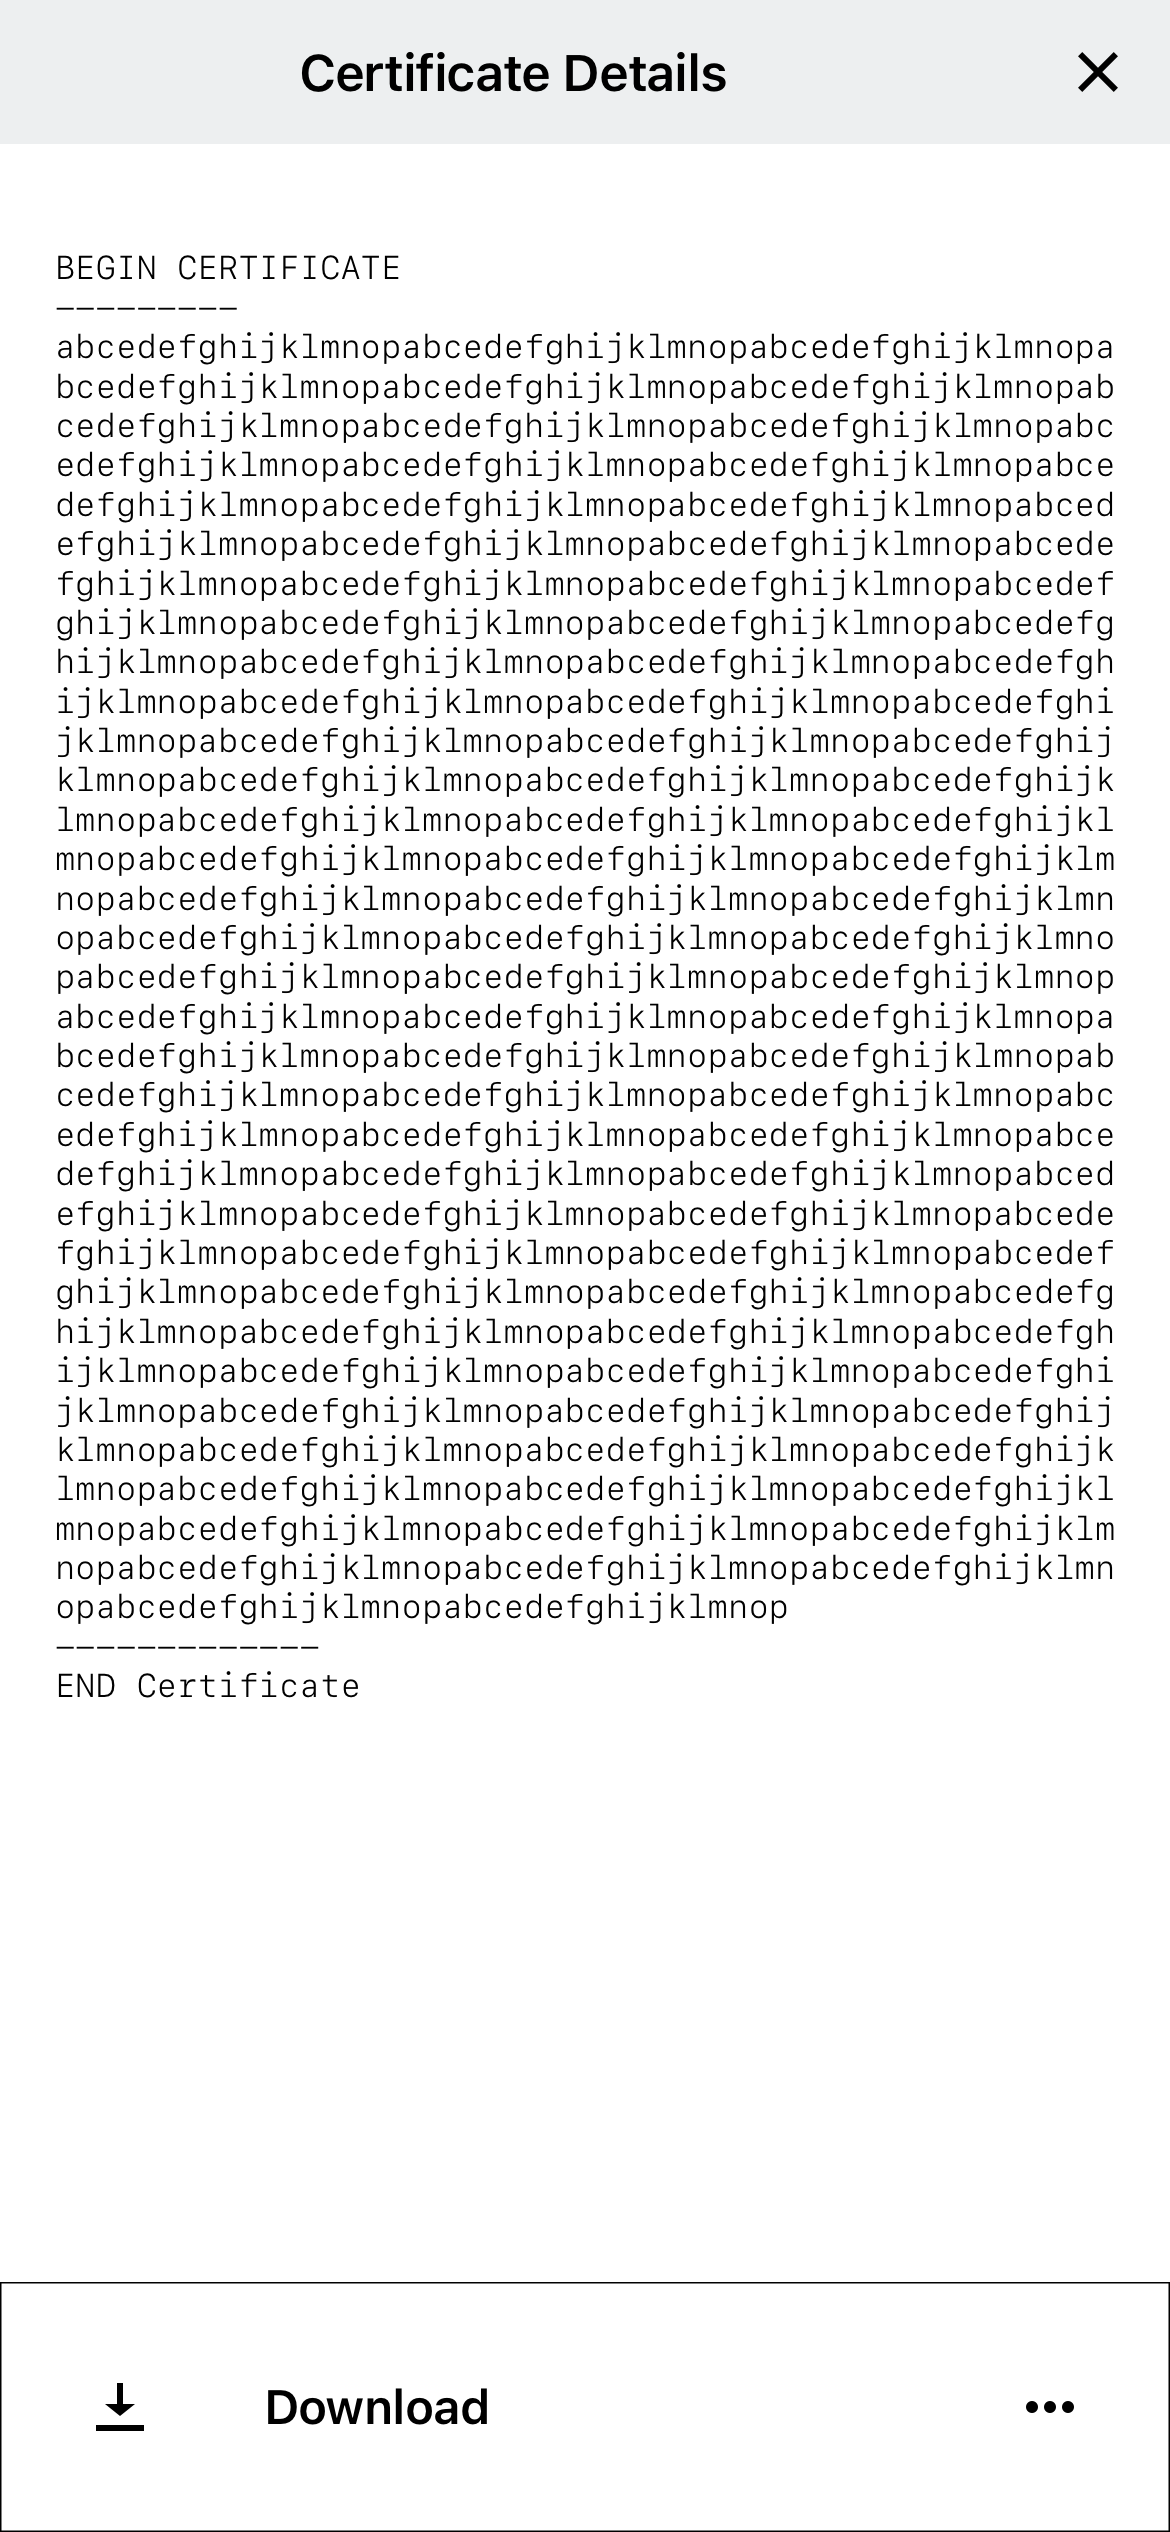 Certificate Details
BEGIN CERTIFICATE
—————————
abcedefghijklmnopabcedefghijklmnopabcedefghijklmnopa
bcedefghijklmnopabcedefghijklmnopabcedefghijklmnopab
cedefghijklmnopabcedefghijklmnopabcedefghijklmnopabc
edefghijklmnopabcedefghijklmnopabcedefghijklmnopabce
defghijklmnopabcedefghijklmnopabcedefghijklmnopabced
efghijklmnopabcedefghijklmnopabcedefghijklmnopabcede
fghijklmnopabcedefghijklmnopabcedefghijklmnopabcedef
ghijklmnopabcedefghijklmnopabcedefghijklmnopabcedefg
hijklmnopabcedefghijklmnopabcedefghijklmnopabcedefgh
ijklmnopabcedefghijklmnopabcedefghijklmnopabcedefghi
jklmnopabcedefghijklmnopabcedefghijklmnopabcedefghij
klmnopabcedefghijklmnopabcedefghijklmnopabcedefghijk
lmnopabcedefghijklmnopabcedefghijklmnopabcedefghijkl
mnopabcedefghijklmnopabcedefghijklmnopabcedefghijklm
nopabcedefghijklmnopabcedefghijklmnopabcedefghijklmn
opabcedefghijklmnopabcedefghijklmnopabcedefghijklmno
pabcedefghijklmnopabcedefghijklmnopabcedefghijklmnop
abcedefghijklmnopabcedefghijklmnopabcedefghijklmnopa
bcedefghijklmnopabcedefghijklmnopabcedefghijklmnopab
cedefghijklmnopabcedefghijklmnopabcedefghijklmnopabc
edefghijklmnopabcedefghijklmnopabcedefghijklmnopabce
defghijklmnopabcedefghijklmnopabcedefghijklmnopabced
efghijklmnopabcedefghijklmnopabcedefghijklmnopabcede
fghijklmnopabcedefghijklmnopabcedefghijklmnopabcedef
ghijklmnopabcedefghijklmnopabcedefghijklmnopabcedefg
hijklmnopabcedefghijklmnopabcedefghijklmnopabcedefgh
ijklmnopabcedefghijklmnopabcedefghijklmnopabcedefghi
jklmnopabcedefghijklmnopabcedefghijklmnopabcedefghij
klmnopabcedefghijklmnopabcedefghijklmnopabcedefghijk
lmnopabcedefghijklmnopabcedefghijklmnopabcedefghijkl
mnopabcedefghijklmnopabcedefghijklmnopabcedefghijklm
nopabcedefghijklmnopabcedefghijklmnopabcedefghijklmn
opabcedefghijklmnopabcedefghijklmnop
—————————————
END Certificate
Download